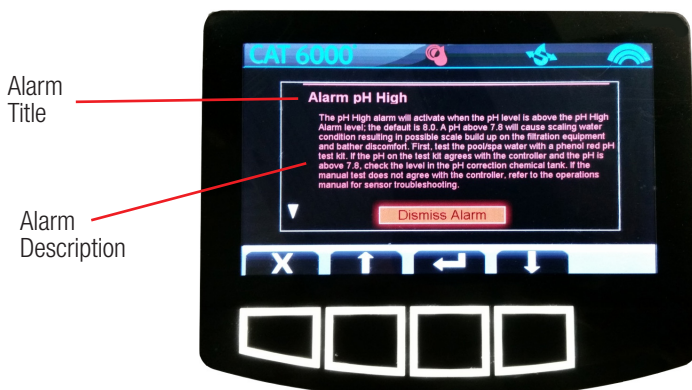 CAT 6000
Alarm
Title
Alarm pH High
The pH High alarm will activate when the pH level is above the pH High
Alarm level; the default is 8.0. A pH above 7.8 will cause scaling water
condition resulting in possible scale build up on the filtration equipment
and bather discomfort. First, test the pool/spa water with a phenol red pH
test kit. If the pH on the test kit agrees with the controller and the pH is
above 7.8, check the level in the pH correction chemical tank. If the
manual test does not agree with the controller, refer to the operations
manual for sensor troubleshooting.
Alarm
Description
Dismiss Alarm
X